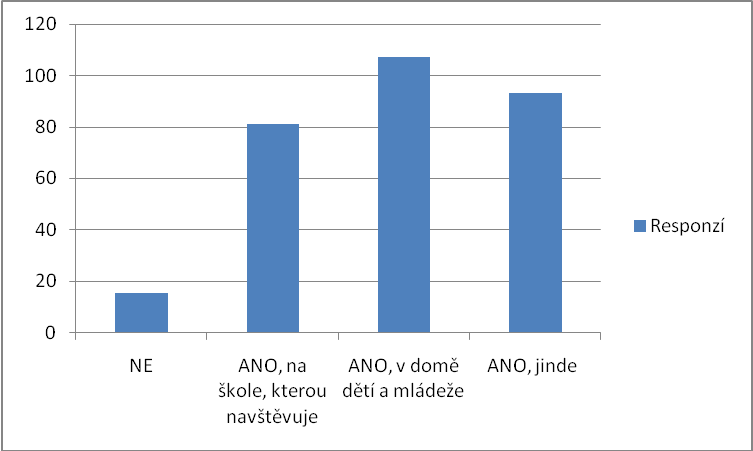 120
100
80
60
40
20
0
NE
ANO, na
škole, kterou
navštěvuje
ANO, v domě
dětí a mládeže
ANO, jinde
Responzí